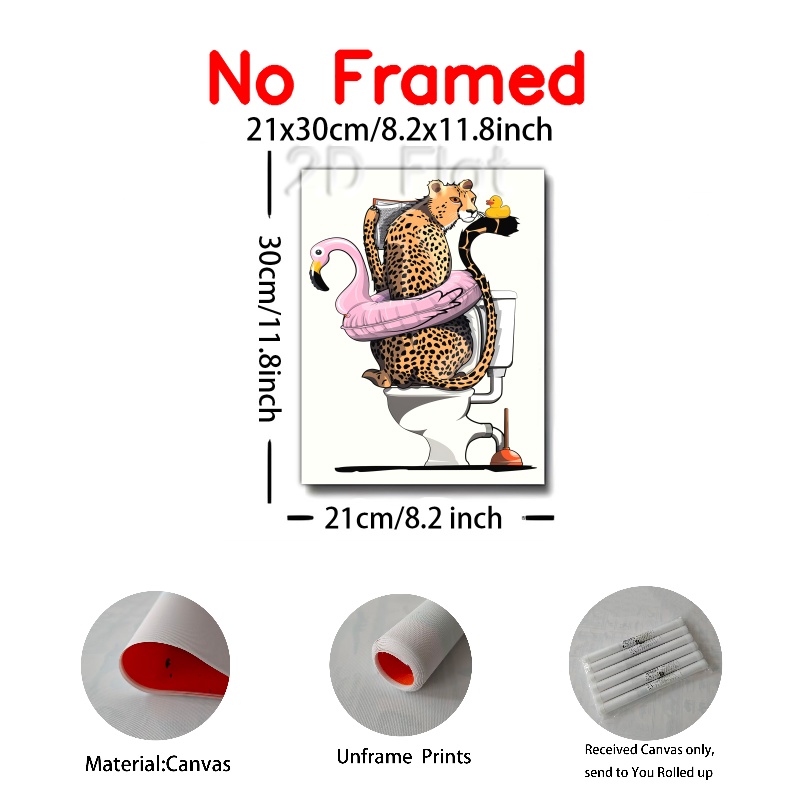 No Framed
21x30cm/8.2x11.8inch
2D Flat
30cm/11.8inch
21cm/8.2 inch
Material:Canvas
Unframe Prints
Received Canvas only,
send to You Rolled up